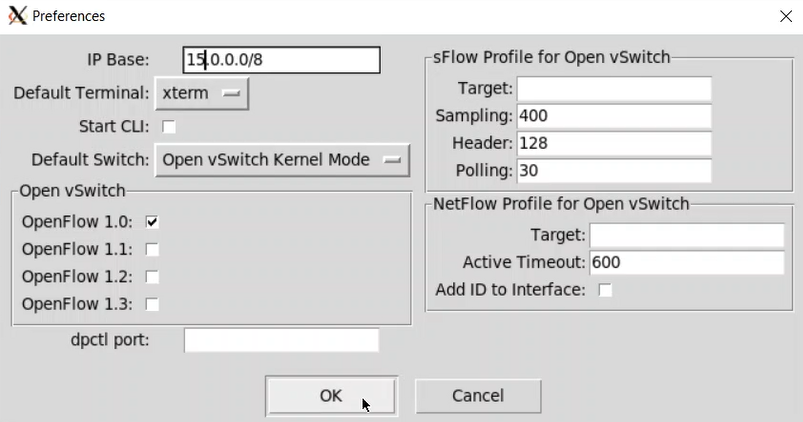 Preferences
IP Base: 15.0.0.0/8
Default Terminal: xterm
Start CLI:
Default Switch: Open vSwitch Kernel Mode
Open vSwitch
OpenFlow 1.0:
OpenFlow 1.1:
OpenFlow 1.2:
OpenFlow 1.3:
dpctl port:
sFlow Profile for Open vSwitch
Target:
Sampling: 400
Header: 128
Polling: 30
NetFlow Profile for Open vSwitch
Target:
Active Timeout: 600
Add ID to Interface:
OK
Cancel